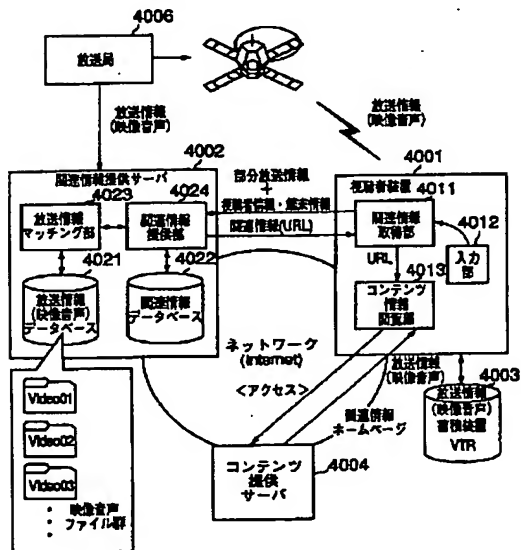 4006
放送局
放送情報
(映像音声)
放送情報
(映像音声)
4002
関連情報提供サーバ
4023
放送情報
マッチング部
4024
関連情報
提供部
部分放送情報
+
視聴者情報・端末情報
関連情報(URL)
4001
視聴者装置
4011
関連情報
取得部
4012
入力
部
URL
4013
コンテンツ
情報
閲覧部
4021
放送情報
(映像音声)
データベース
4022
関連情報
データベース
ネットワーク
(Internet)
<アクセス>
放送情報
(映像音声)
4003
放送情報
(映像音声)
蓄積装置
VTR
関連情報
ホームページ
Video01
Video02
Video03
映像音声
ファイル群
コンテンツ
提供
サーバ
4004